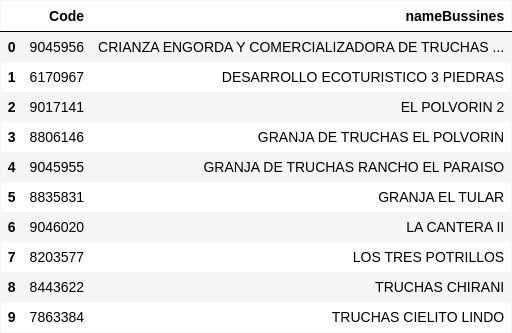 Code nameBussines
0 9045956 CRIANZA ENGORDA Y COMERCIALIZADORA DE TRUCHAS ...
1 6170967 DESARROLLO ECOTURISTICO 3 PIEDRAS
2 9017141 EL POLVORIN 2
3 8806146 GRANJA DE TRUCHAS EL POLVORIN
4 9045955 GRANJA DE TRUCHAS RANCHO EL PARAISO
5 8835831 GRANJA EL TULAR
6 9046020 LA CANTERA II
7 8203577 LOS TRES POTRILLOS
8 8443622 TRUCHAS CHIRANI
9 7863384 TRUCHAS CIELITO LINDO